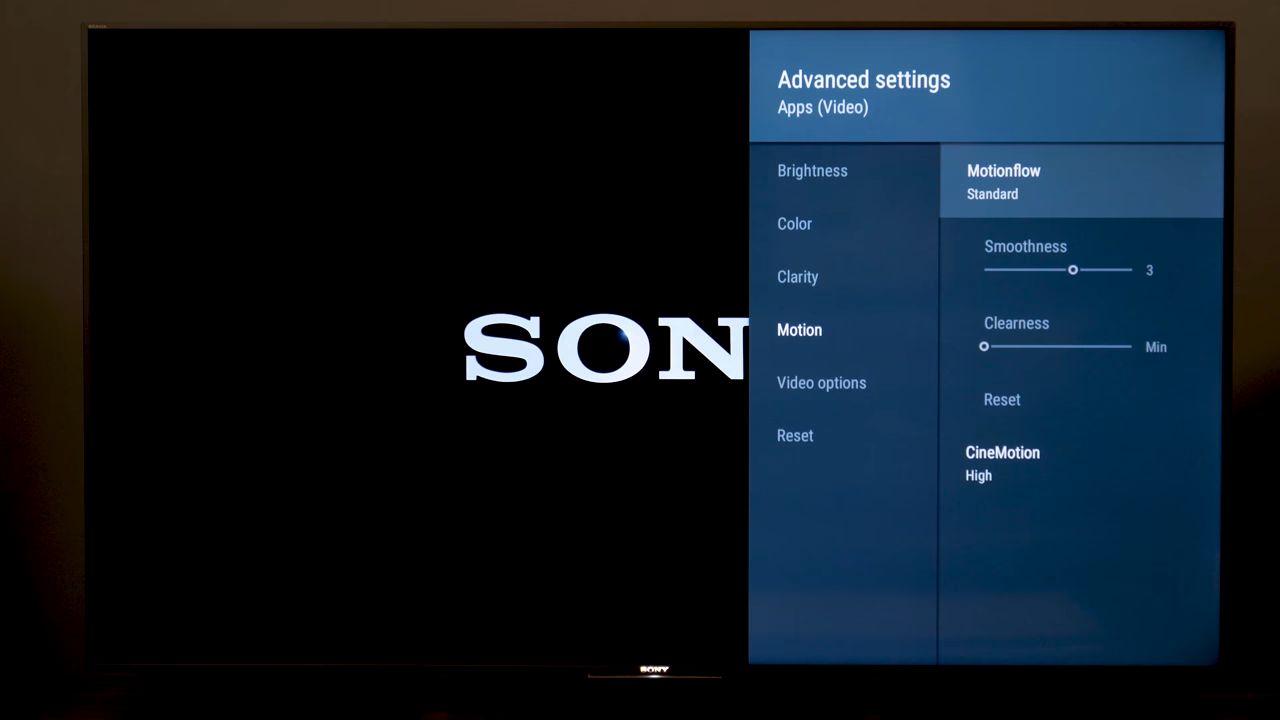 Advanced settings
Apps (Video)
Brightness
Color
Clarity
Motion
Video options
Reset
Motionflow
Standard
Smoothness
3
Clearness
Min
Reset
CineMotion
High
SON
SONY